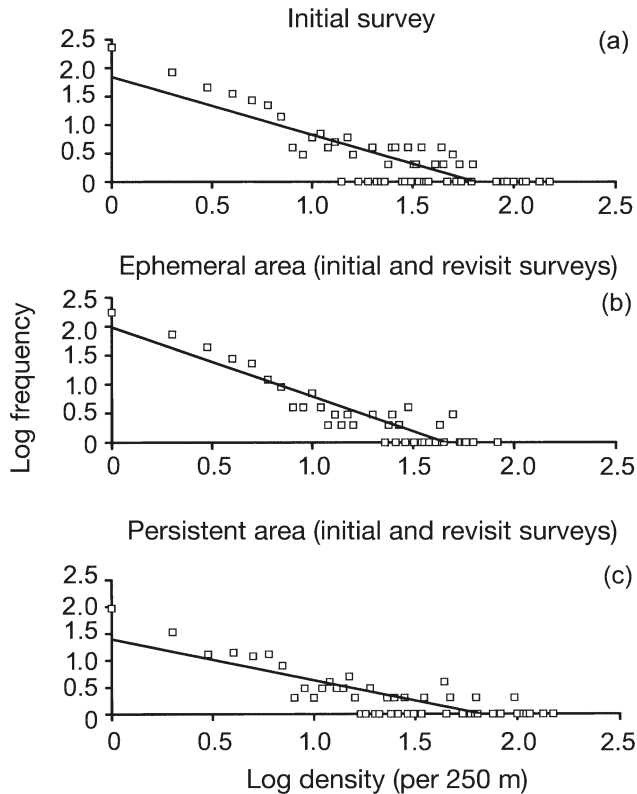 Initial survey
(a)
2.5
2.0
1.5
1.0
0.5
0
0 0.5 1.0 1.5 2.0 2.5
Ephemeral area (initial and revisit surveys)
(b)
2.5
2.0
1.5
1.0
0.5
0
0 0.5 1.0 1.5 2.0 2.5
Log frequency
Persistent area (initial and revisit surveys)
(c)
2.5
2.0
1.5
1.0
0.5
0
0 0.5 1.0 1.5 2.0 2.5
Log density (per 250 m)